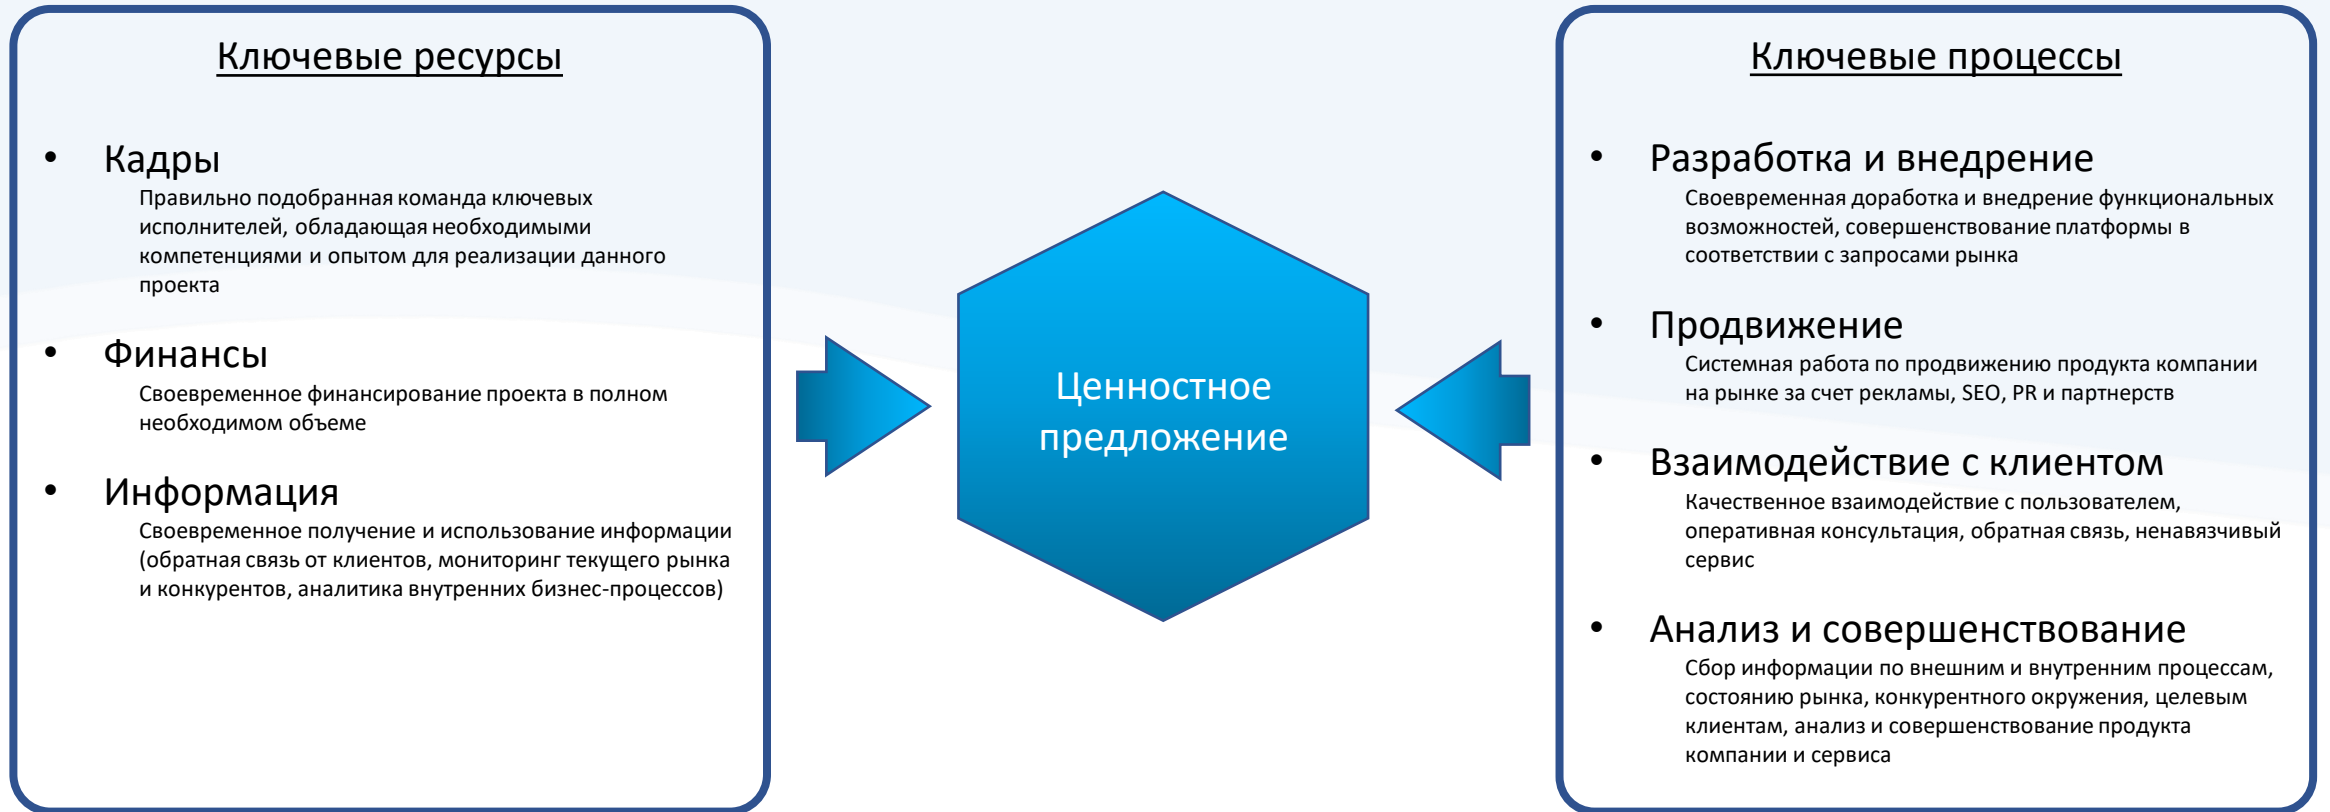 Ключевые ресурсы
• Кадры
Правильно подобранная команда ключевых
исполнителей, обладающая необходимыми
компетенциями и опытом для реализации данного
проекта
• Финансы
Своевременное финансирование проекта в полном
необходимом объеме
• Информация
Своевременное получение и использование информации
(обратная связь от клиентов, мониторинг текущего рынка
и конкурентов, аналитика внутренних бизнес-процессов)
Ценностное
предложение
Ключевые процессы
• Разработка и внедрение
Своевременная доработка и внедрение функциональных
возможностей, совершенствование платформы в
соответствии с запросами рынка
• Продвижение
Системная работа по продвижению продукта компании
на рынке за счет рекламы, SEO, PR и партнерств
• Взаимодействие с клиентом
Качественное взаимодействие с пользователем,
оперативная консультация, обратная связь, ненавязчивый
сервис
• Анализ и совершенствование
Сбор информации по внешним и внутренним процессам,
состоянию рынка, конкурентного окружения, целевым
клиентам, анализ и совершенствование продукта
компании и сервиса